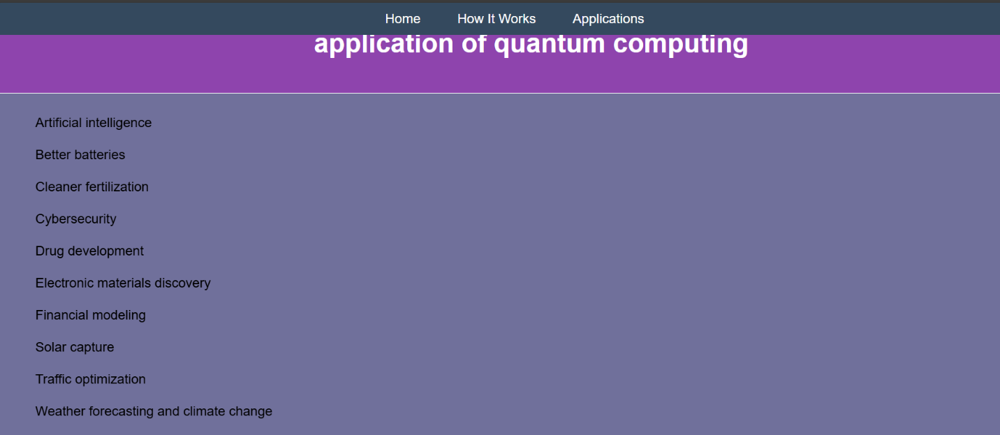 Home How It Works Applications
application of quantum computing
Artificial intelligence
Better batteries
Cleaner fertilization
Cybersecurity
Drug development
Electronic materials discovery
Financial modeling
Solar capture
Traffic optimization
Weather forecasting and climate change